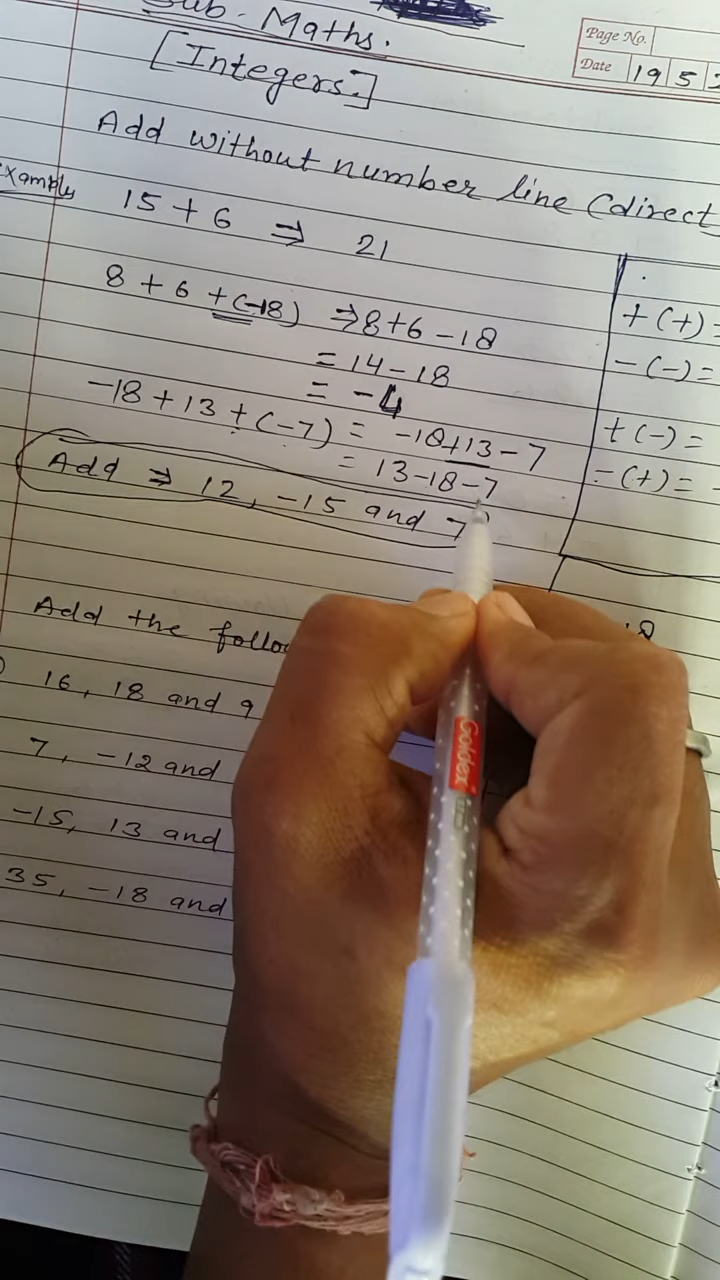 Sub - Maths.
Page No.
Date 19 5
[Integers.]
Add without number line (direct
Example
15 + 6 ⇒ 21
8 + 6 + (-18) ⇒ 8+6-18
= 14-18
= -4
-18 + 13 + (-7) = -18+13-7
= 13-18-7
Add ⇒ 12, -15 and 7
+(+) =
-(-) =
+(-) =
-(+) = -
Add the
16, 18 and 9
7, -12 and
-15, 13 and
35, -18 and
Goldex